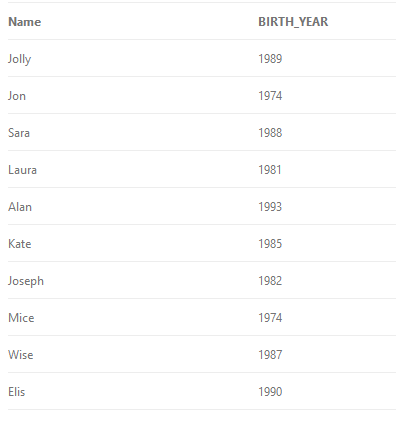 Name BIRTH_YEAR
Jolly 1989
Jon 1974
Sara 1988
Laura 1981
Alan 1993
Kate 1985
Joseph 1982
Mice 1974
Wise 1987
Elis 1990